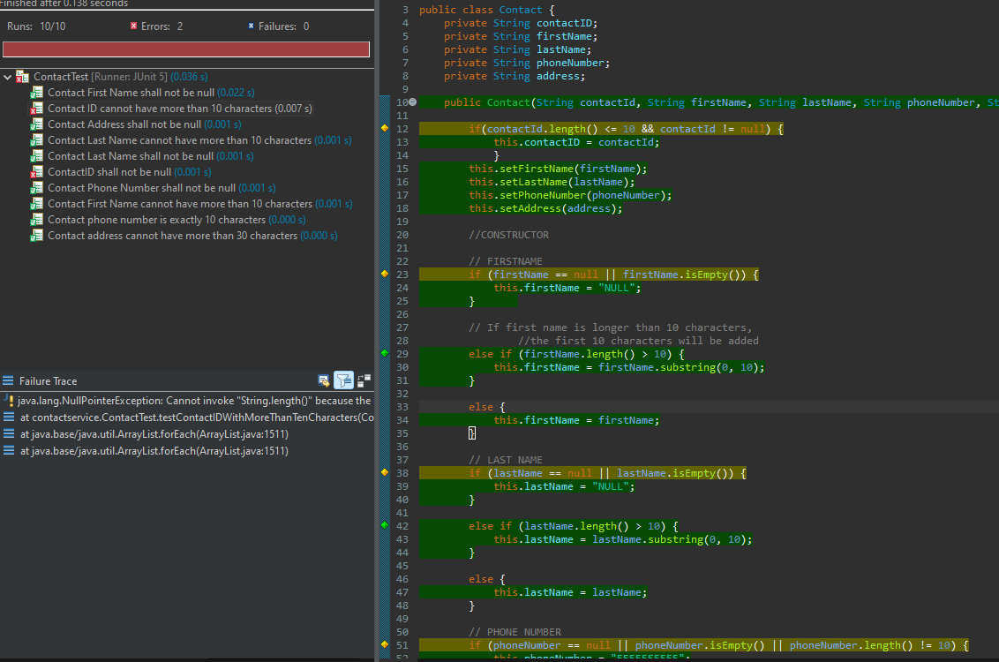 Finished after 0.138 seconds
Runs: 10/10
Errors: 2
Failures: 0
ContactTest [Runner: JUnit 5] (0.036 s)
Contact First Name shall not be null (0.022 s)
Contact ID cannot have more than 10 characters (0.007 s)
Contact Address shall not be null (0.001 s)
Contact Last Name cannot have more than 10 characters (0.001 s)
Contact Last Name shall not be null (0.001 s)
ContactID shall not be null (0.001 s)
Contact Phone Number shall not be null (0.001 s)
Contact First Name cannot have more than 10 characters (0.001 s)
Contact phone number is exactly 10 characters (0.000 s)
Contact address cannot have more than 30 characters (0.000 s)
Failure Trace
java.lang.NullPointerException: Cannot invoke "String.length()" because the
at contactservice.ContactTest.testContactIDWithMoreThanTenCharacters(Co
at java.base/java.util.ArrayList.forEach(ArrayList.java:1511)
at java.base/java.util.ArrayList.forEach(ArrayList.java:1511)
3 public class Contact {
4     private String contactID;
5     private String firstName;
6     private String lastName;
7     private String phoneNumber;
8     private String address;
9
10     public Contact(String contactId, String firstName, String lastName, String phoneNumber, St
11
12         if(contactId.length() <= 10 && contactId != null) {
13             this.contactID = contactId;
14             }
15         this.setFirstName(firstName);
16         this.setLastName(lastName);
17         this.setPhoneNumber(phoneNumber);
18         this.setAddress(address);
19
20         //CONSTRUCTOR
21
22         // FIRSTNAME
23         if (firstName == null || firstName.isEmpty()) {
24             this.firstName = "NULL";
25         }
26
27         // If first name is longer than 10 characters,
28                 //the first 10 characters will be added
29         else if (firstName.length() > 10) {
30             this.firstName = firstName.substring(0, 10);
31         }
32
33         else {
34             this.firstName = firstName;
35         }
36
37         // LAST NAME
38         if (lastName == null || lastName.isEmpty()) {
39             this.lastName = "NULL";
40         }
41
42         else if (lastName.length() > 10) {
43             this.lastName = lastName.substring(0, 10);
44         }
45
46         else {
47             this.lastName = lastName;
48         }
49
50         // PHONE NUMBER
51         if (phoneNumber == null || phoneNumber.isEmpty() || phoneNumber.length() != 10) {
52             this.phoneNumber = "5555555555";